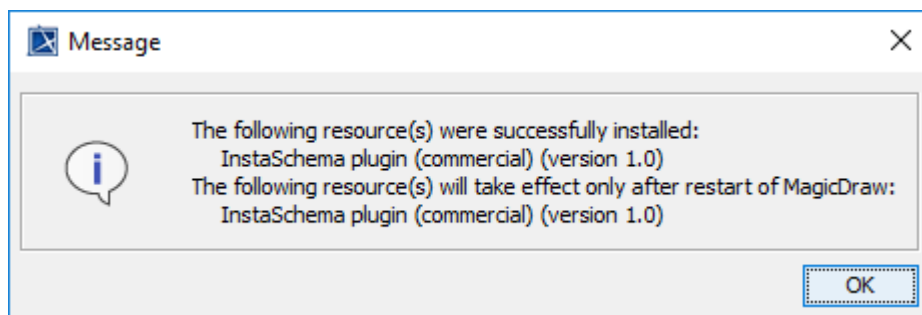 Message
The following resource(s) were successfully installed:
InstaSchema plugin (commercial) (version 1.0)
The following resource(s) will take effect only after restart of MagicDraw:
InstaSchema plugin (commercial) (version 1.0)
OK